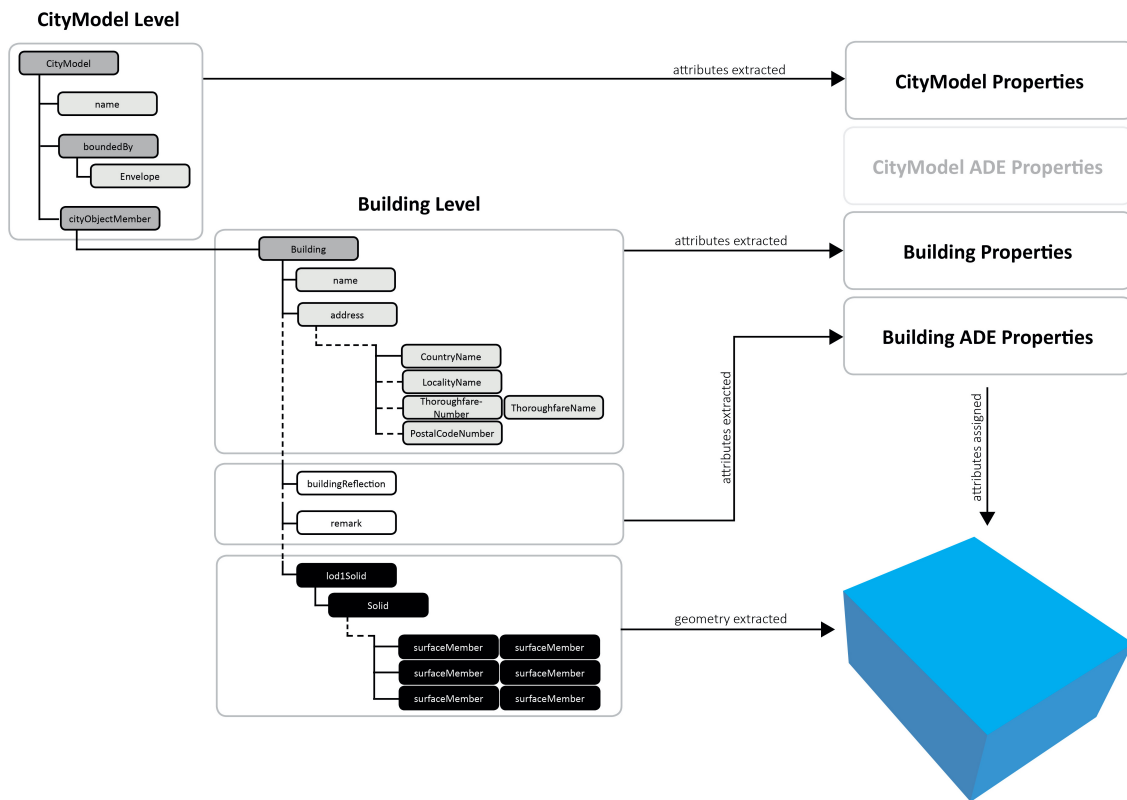 CityModel Level
CityModel
name
boundedBy
Envelope
cityObjectMember
attributes extracted
CityModel Properties
CityModel ADE Properties
Building Level
Building
name
address
CountryName
LocalityName
Thoroughfare-
Number
ThoroughfareName
PostalCodeNumber
attributes extracted
Building Properties
Building ADE Properties
buildingReflection
remark
attributes extracted
attributes assigned
lod1Solid
Solid
surfaceMember surfaceMember
surfaceMember surfaceMember
surfaceMember surfaceMember
geometry extracted